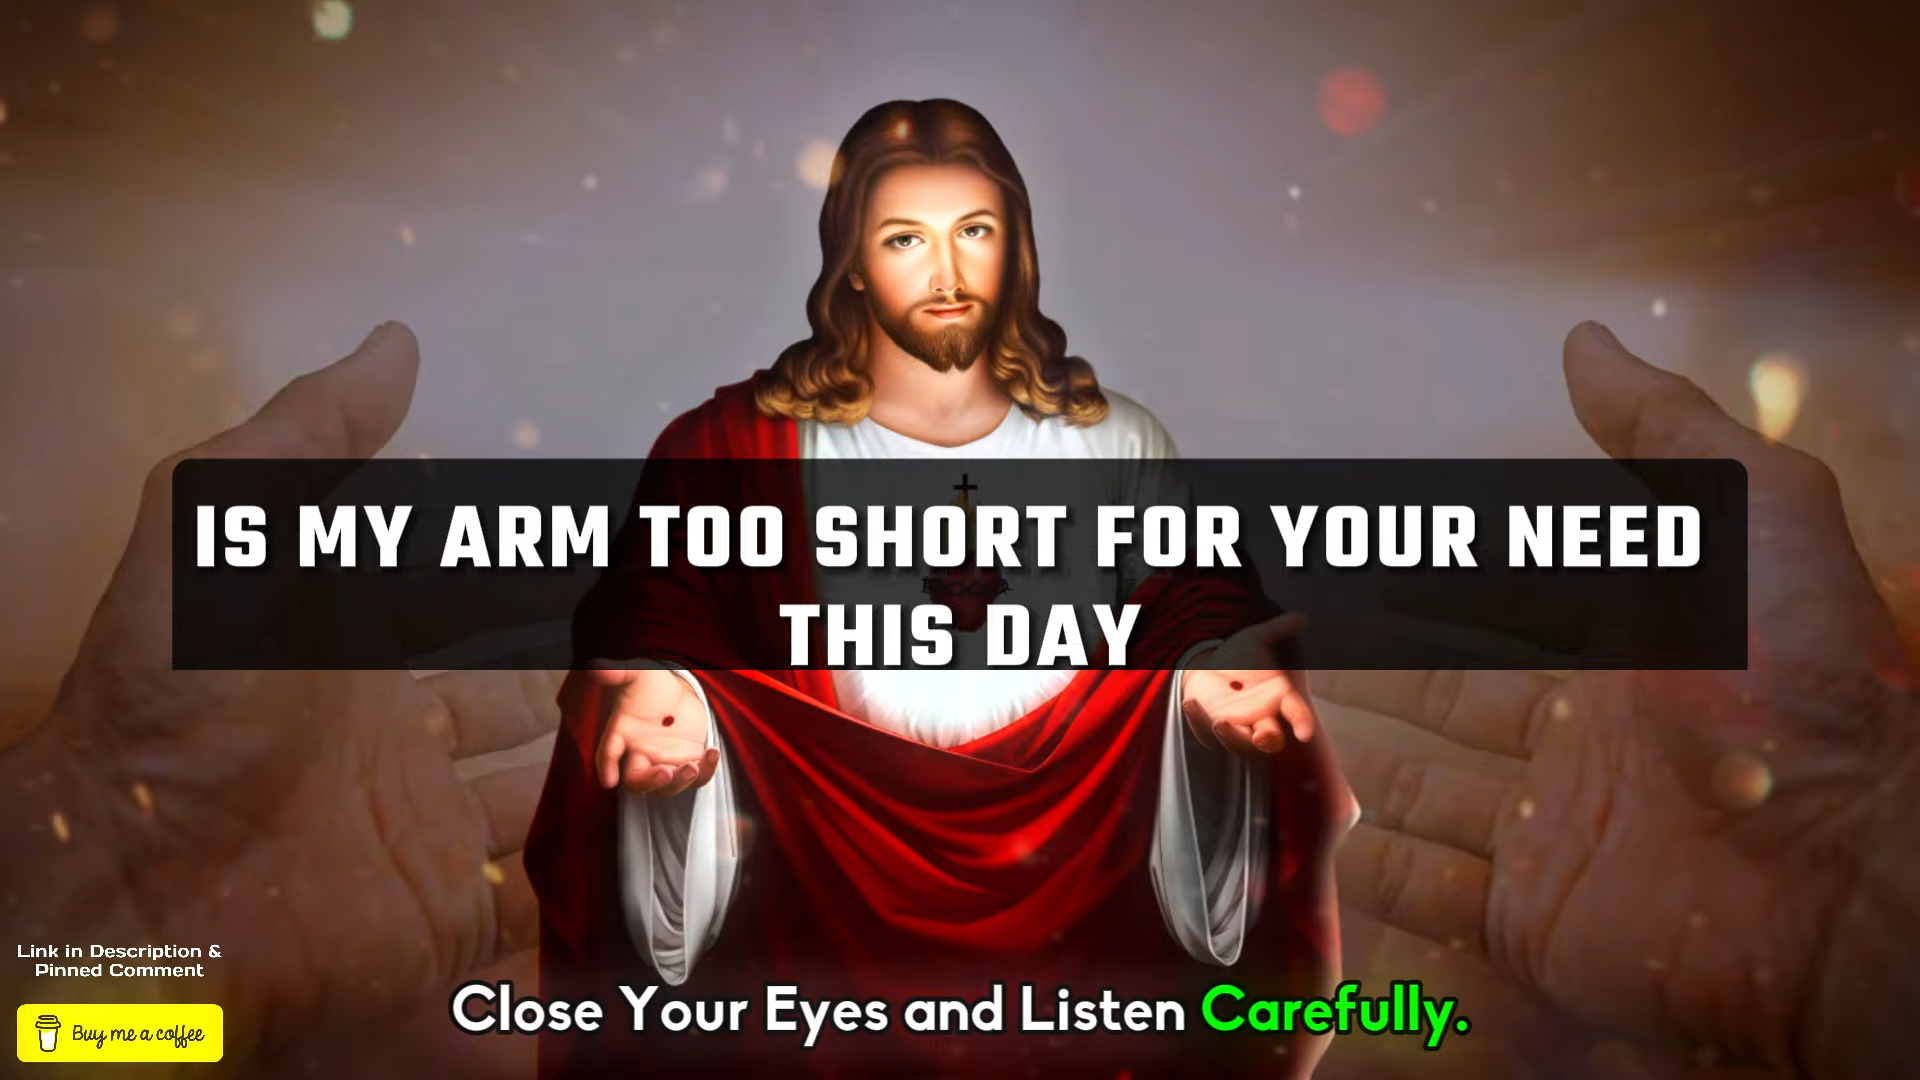 IS MY ARM TOO SHORT FOR YOUR NEED
THIS DAY
Link in Description &
Pinned Comment
Buy me a coffee
Close Your Eyes and Listen Carefully.